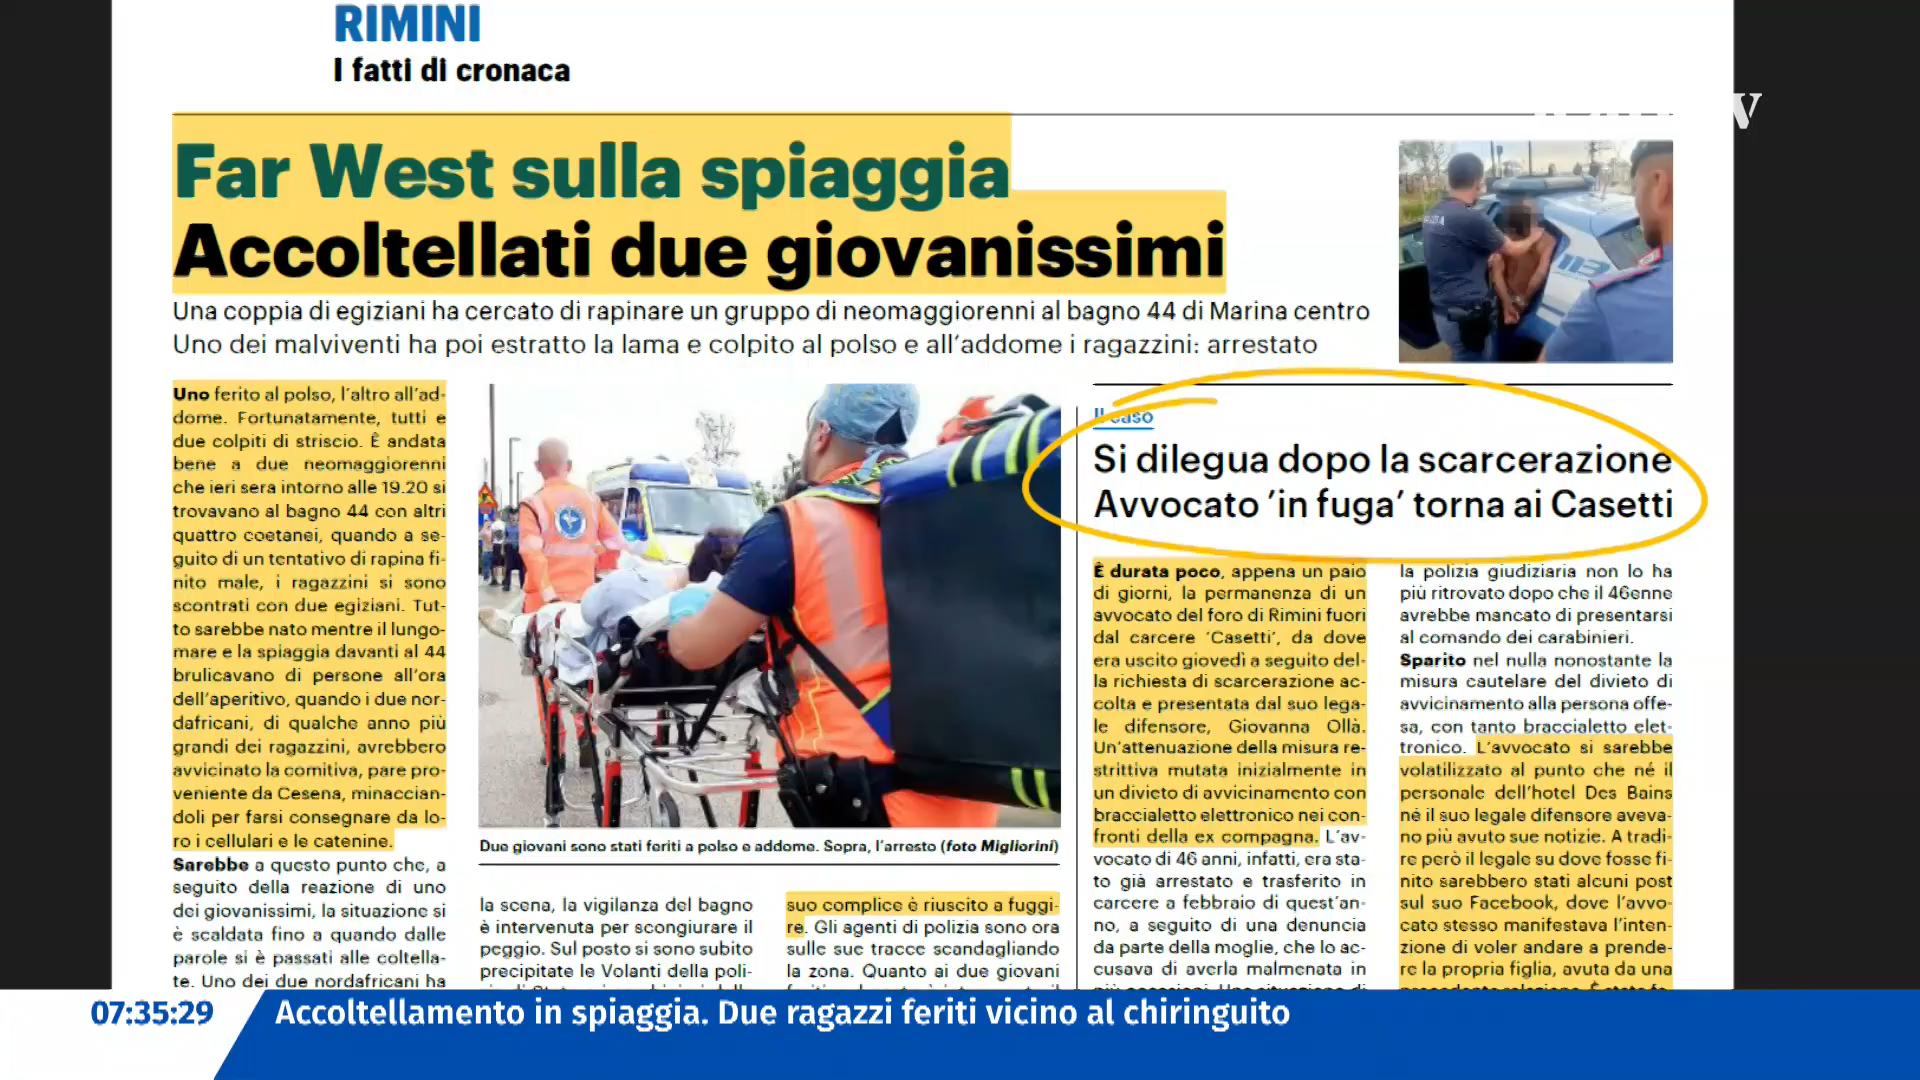 RIMINI
I fatti di cronaca
Far West sulla spiaggia
Accoltellati due giovanissimi
Una coppia di egiziani ha cercato di rapinare un gruppo di neomaggiorenni al bagno 44 di Marina centro
Uno dei malviventi ha poi estratto la lama e colpito al polso e all'addome i ragazzini: arrestato
Uno ferito al polso, l'altro all'ad-
dome. Fortunatamente, tutti e
due colpiti di striscio. È andata
bene a due neomaggiorenni
che ieri sera intorno alle 19.20 si
trovavano al bagno 44 con altri
quattro coetanei, quando a se-
guito di un tentativo di rapina fi-
nito male, i ragazzini si sono
scontrati con due egiziani. Tut-
to sarebbe nato mentre il lungo-
mare e la spiaggia davanti al 44
brulicavano di persone all'ora
dell'aperitivo, quando i due nor-
dafricani, di qualche anno più
grandi dei ragazzini, avrebbero
avvicinato la comitiva, pare pro-
veniente da Cesena, minaccian-
doli per farsi consegnare da lo-
ro i cellulari e le catenine.
Sarebbe a questo punto che, a
seguito della reazione di uno
dei giovanissimi, la situazione si
è scaldata fino a quando dalle
parole si è passati alle coltella-
te. Uno dei due nordafricani ha
Due giovani sono stati feriti a polso e addome. Sopra, l'arresto (foto Migliorini)
la scena, la vigilanza del bagno
è intervenuta per scongiurare il
peggio. Sul posto si sono subito
precipitate le Volanti della poli-
suo complice è riuscito a fuggi-
re. Gli agenti di polizia sono ora
sulle sue tracce scandagliando
la zona. Quanto ai due giovani
Il caso
Si dilegua dopo la scarcerazione
Avvocato 'in fuga' torna ai Casetti
È durata poco, appena un paio
di giorni, la permanenza di un
avvocato del foro di Rimini fuori
dal carcere 'Casetti', da dove
era uscito giovedì a seguito del-
la richiesta di scarcerazione ac-
colta e presentata dal suo lega-
le difensore, Giovanna Ollà.
Un'attenuazione della misura re-
strittiva mutata inizialmente in
un divieto di avvicinamento con
braccialetto elettronico nei con-
fronti della ex compagna. L'av-
vocato di 46 anni, infatti, era sta-
to già arrestato e trasferito in
carcere a febbraio di quest'an-
no, a seguito di una denuncia
da parte della moglie, che lo ac-
cusava di averla malmenata in
la polizia giudiziaria non lo ha
più ritrovato dopo che il 46enne
avrebbe mancato di presentarsi
al comando dei carabinieri.
Sparito nel nulla nonostante la
misura cautelare del divieto di
avvicinamento alla persona offe-
sa, con tanto braccialetto elet-
tronico. L'avvocato si sarebbe
volatilizzato al punto che né il
personale dell'hotel Des Bains
né il suo legale difensore aveva-
no più avuto sue notizie. A tradi-
re però il legale su dove fosse fi-
nito sarebbero stati alcuni post
sul suo Facebook, dove l'avvo-
cato stesso manifestava l'inten-
zione di voler andare a prende-
re la propria figlia, avuta da una
07:35:29
Accoltellamento in spiaggia. Due ragazzi feriti vicino al chiringuito